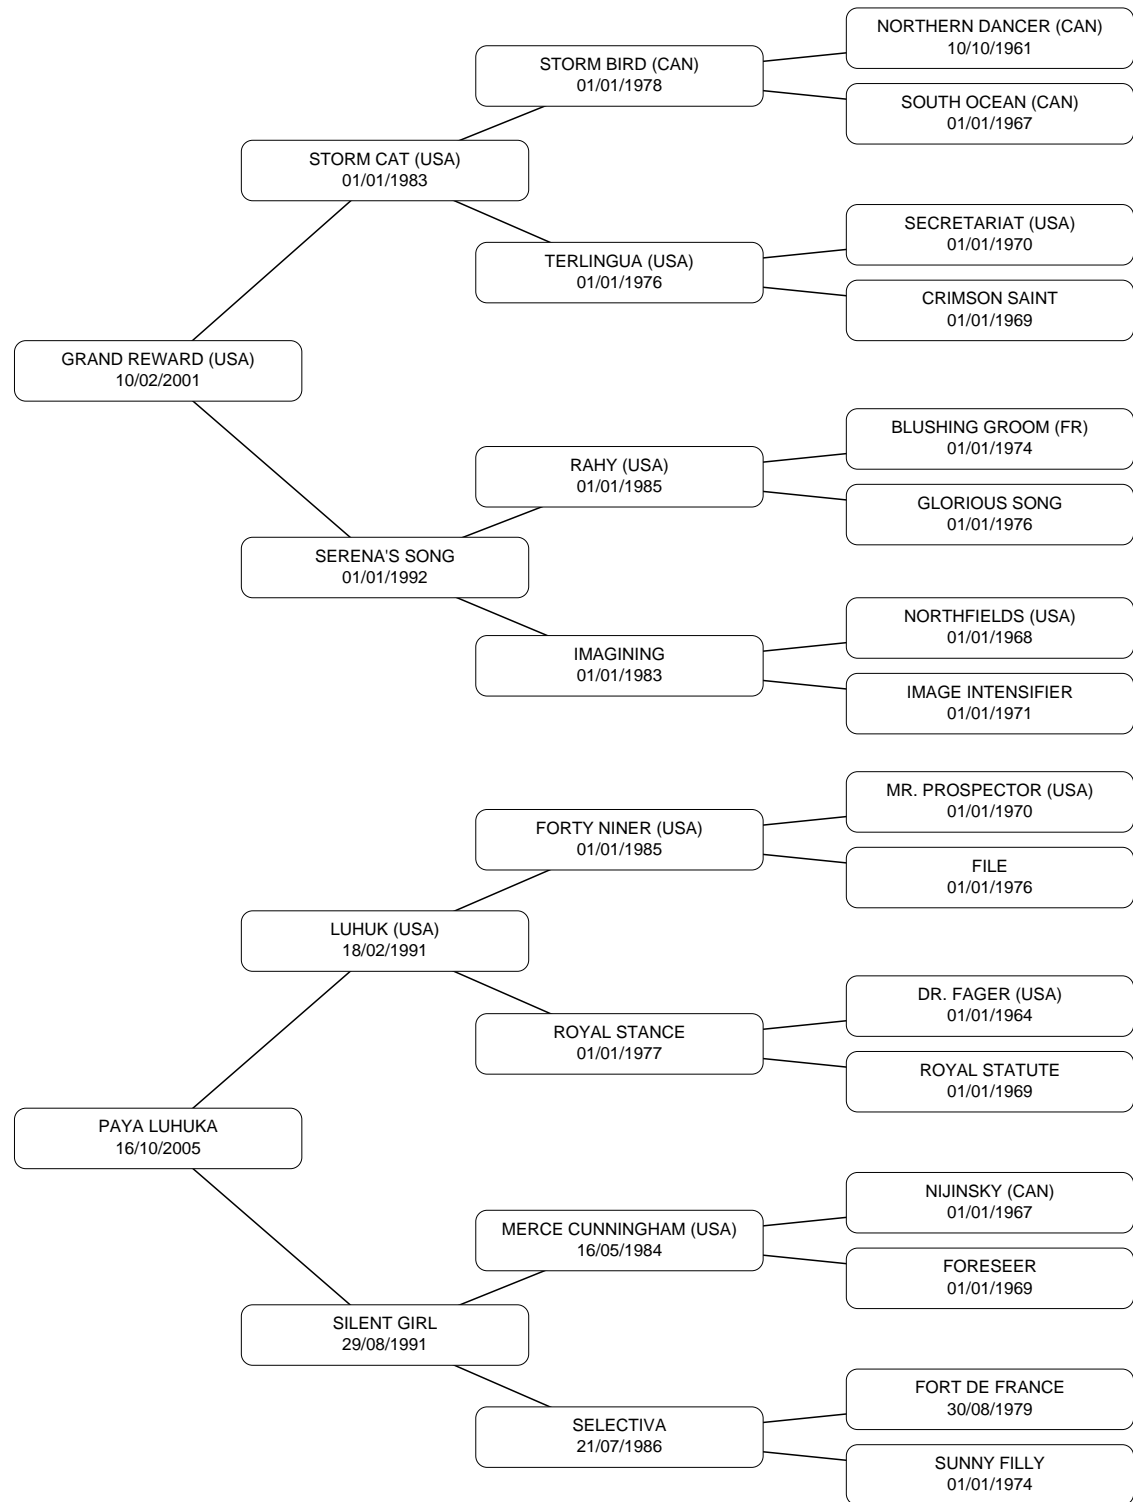 NORTHERN DANCER (CAN)
10/10/1961
STORM BIRD (CAN)
01/01/1978
SOUTH OCEAN (CAN)
01/01/1967
STORM CAT (USA)
01/01/1983
SECRETARIAT (USA)
01/01/1970
TERLINGUA (USA)
01/01/1976
CRIMSON SAINT
01/01/1969
GRAND REWARD (USA)
10/02/2001
BLUSHING GROOM (FR)
01/01/1974
RAHY (USA)
01/01/1985
GLORIOUS SONG
01/01/1976
SERENA'S SONG
01/01/1992
NORTHFIELDS (USA)
01/01/1968
IMAGINING
01/01/1983
IMAGE INTENSIFIER
01/01/1971
MR. PROSPECTOR (USA)
01/01/1970
FORTY NINER (USA)
01/01/1985
FILE
01/01/1976
LUHUK (USA)
18/02/1991
DR. FAGER (USA)
01/01/1964
ROYAL STANCE
01/01/1977
ROYAL STATUTE
01/01/1969
PAYA LUHUKA
16/10/2005
NIJINSKY (CAN)
01/01/1967
MERCE CUNNINGHAM (USA)
16/05/1984
FORESEER
01/01/1969
SILENT GIRL
29/08/1991
FORT DE FRANCE
30/08/1979
SELECTIVA
21/07/1986
SUNNY FILLY
01/01/1974